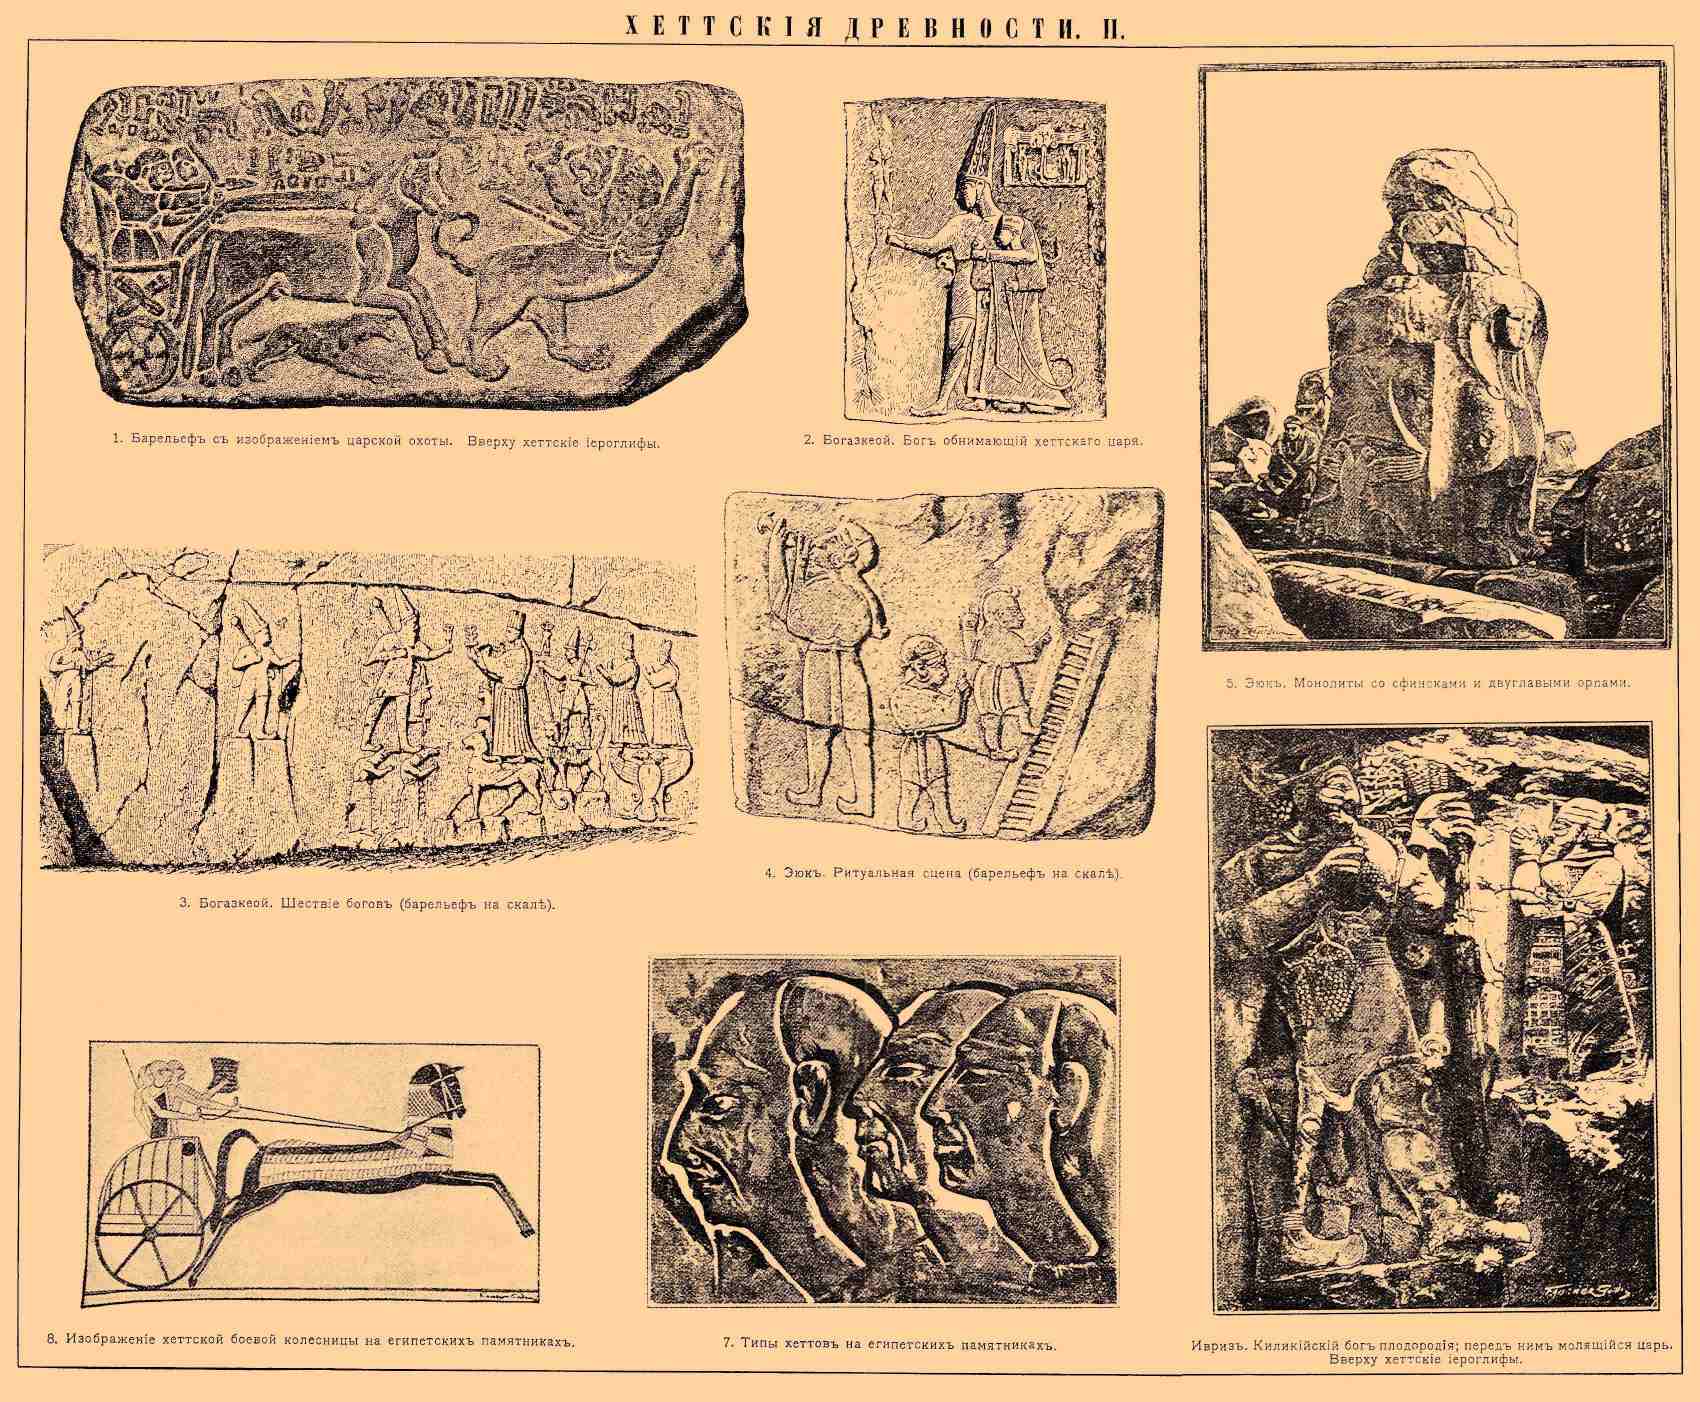 ХЕТТСКІЯ ДРЕВНОСТИ. II.
1. Барельефъ съ изображеніемъ царской охоты. Вверху хеттскіе іероглифы.
2. Богазкеой. Богъ обнимающій хеттскаго царя.
5. Эюкъ. Монолиты со сфинксами и двуглавыми орлами.
4. Эюкъ. Ритуальная сцена (барельефъ на скалѣ).
3. Богазкеой. Шествіе боговъ (барельефъ на скалѣ).
8. Изображеніе хеттской боевой колесницы на египетскихъ памятникахъ.
7. Типы хеттовъ на египетскихъ памятникахъ.
Ивризъ. Киликійскій богъ плодородія; передъ нимъ молящійся царь.
Вверху хеттскіе іероглифы.